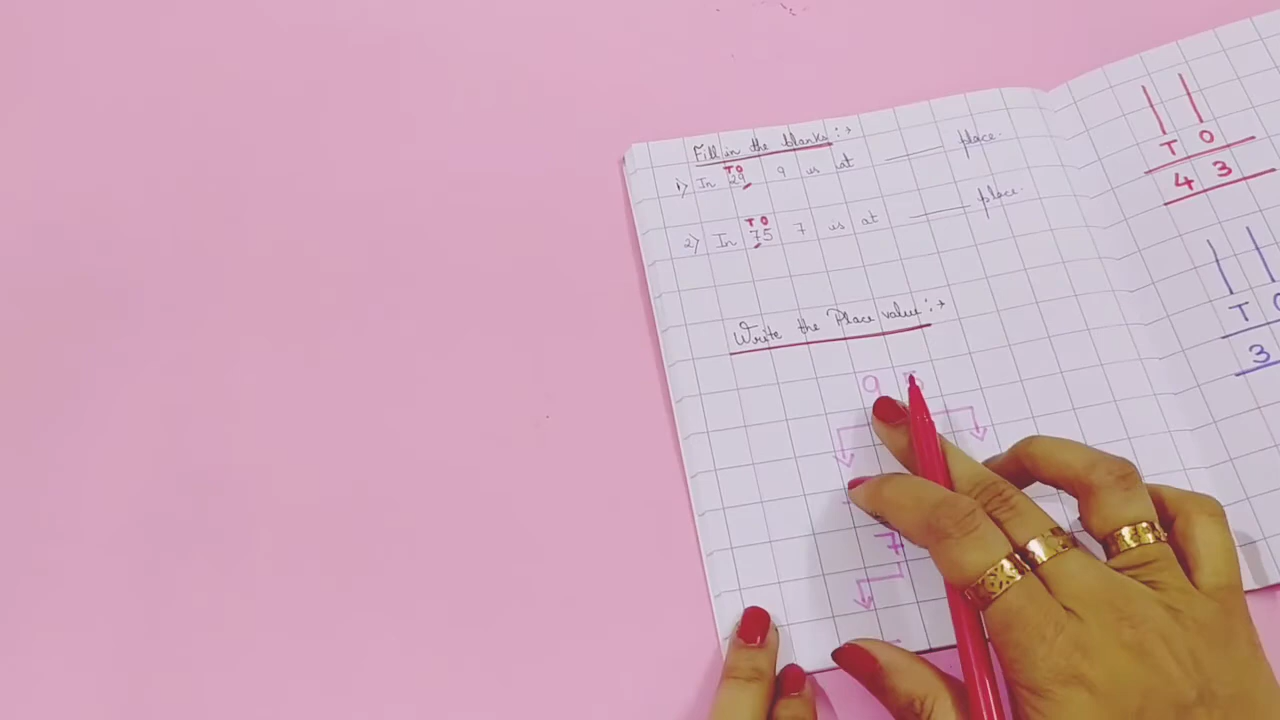 Fill in the blanks :→
T O
1) In 29 9 is at _____ place.
T O
2) In 75 7 is at _____ place.
Write the Place value :→
9
7
T O
4 3
T O
3